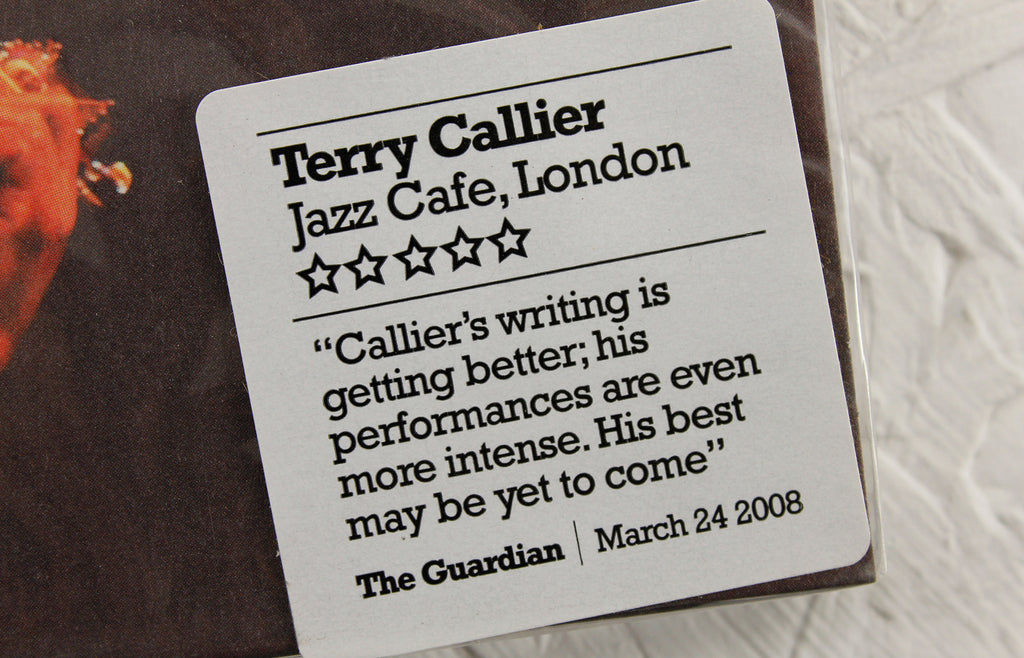 Terry Callier
Jazz Cafe, London
☆☆☆☆☆
“Callier’s writing is
getting better; his
performances are even
more intense. His best
may be yet to come”
The Guardian | March 24 2008